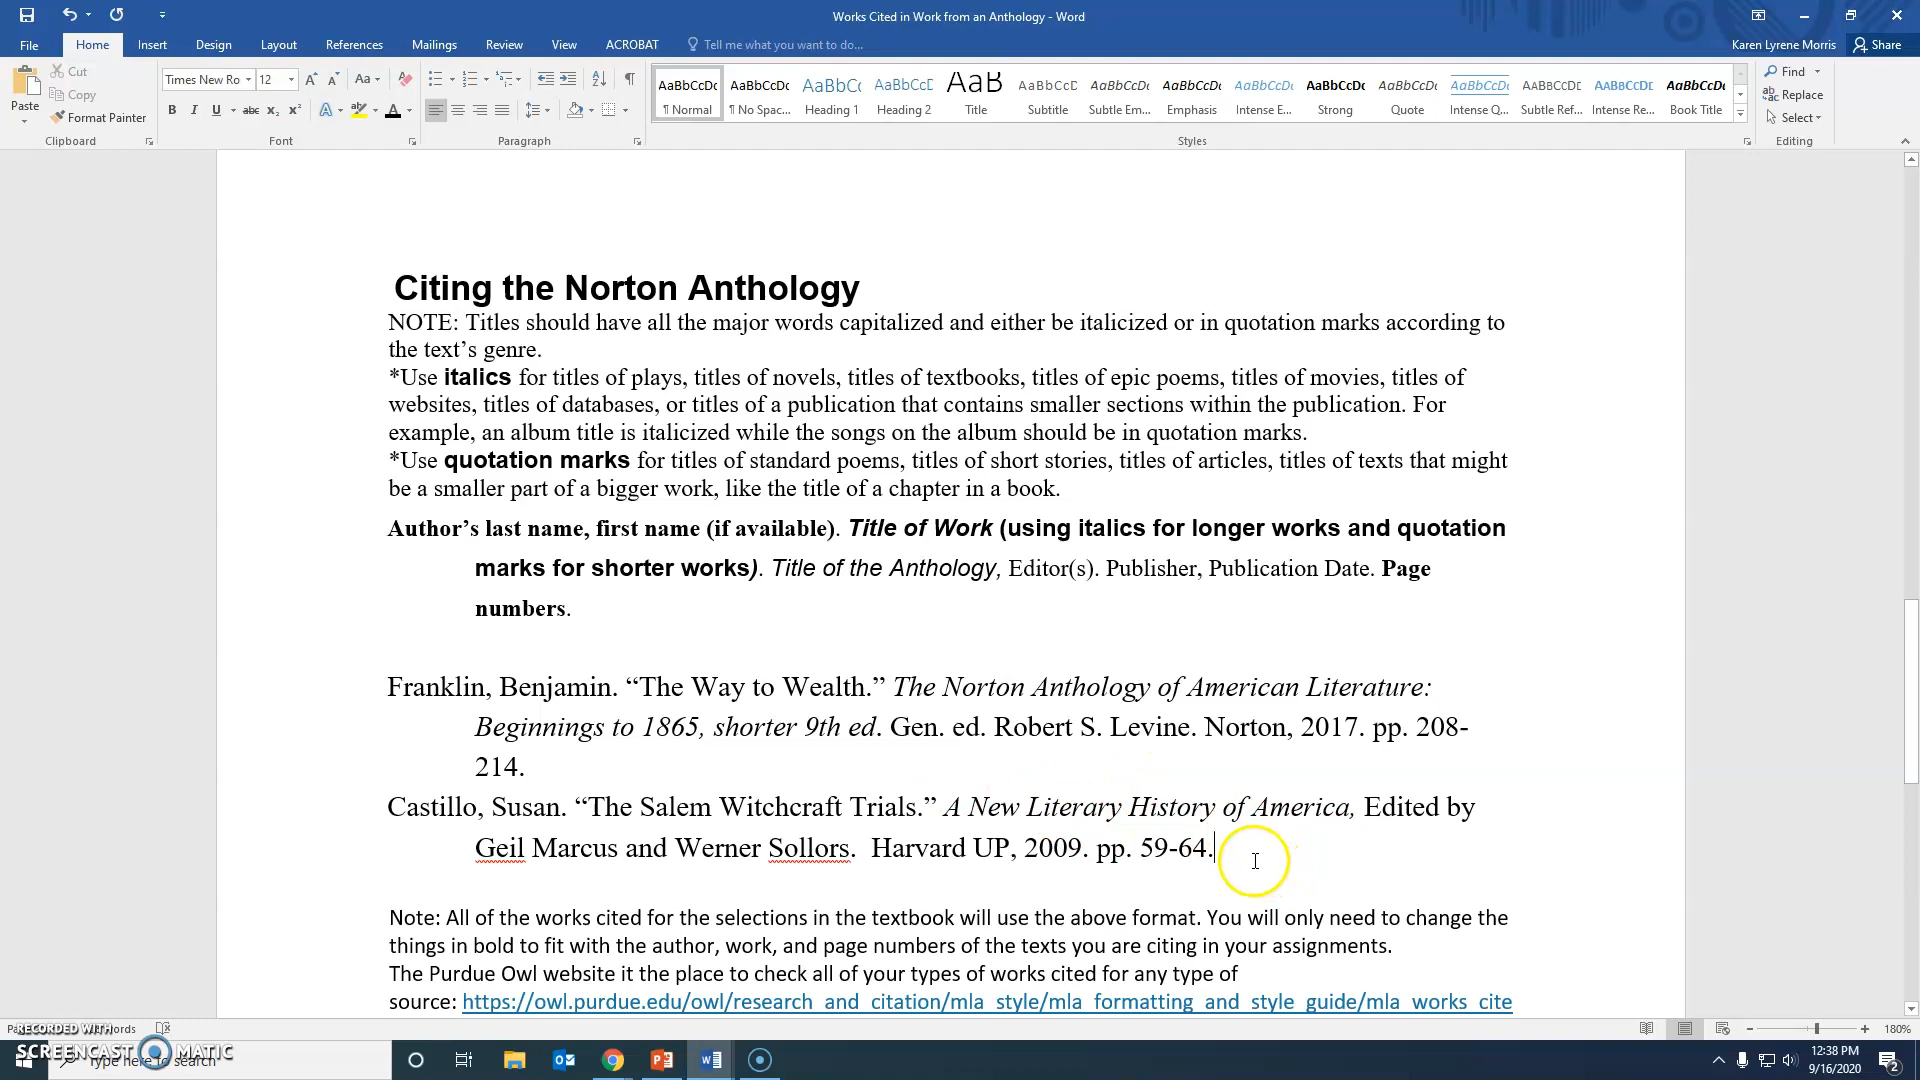 Works Cited in Work from an Anthology - Word
File Home Insert Design Layout References Mailings Review View ACROBAT Tell me what you want to do... Karen Lyrene Morris Share
Cut
Copy
Paste
Format Painter
Times New Ro 12
AaBbCcDc AaBbCcDc AaBbCc AaBbCcD AaB AaBbCcD AaBbCcDc AaBbCcDc AaBbCcDc AaBbCcDc AaBbCcDc AaBbCcDc AABBCCDC AABBCCDC AaBbCcDc
¶ Normal ¶ No Spac... Heading 1 Heading 2 Title Subtitle Subtle Em... Emphasis Intense E... Strong Quote Intense Q... Subtle Ref... Intense Re... Book Title
Find
Replace
Select
Clipboard Font Paragraph Styles Editing
Citing the Norton Anthology
NOTE: Titles should have all the major words capitalized and either be italicized or in quotation marks according to
the text’s genre.
*Use italics for titles of plays, titles of novels, titles of textbooks, titles of epic poems, titles of movies, titles of
websites, titles of databases, or titles of a publication that contains smaller sections within the publication. For
example, an album title is italicized while the songs on the album should be in quotation marks.
*Use quotation marks for titles of standard poems, titles of short stories, titles of articles, titles of texts that might
be a smaller part of a bigger work, like the title of a chapter in a book.
Author’s last name, first name (if available). Title of Work (using italics for longer works and quotation
marks for shorter works). Title of the Anthology, Editor(s). Publisher, Publication Date. Page
numbers.
Franklin, Benjamin. “The Way to Wealth.” The Norton Anthology of American Literature:
Beginnings to 1865, shorter 9th ed. Gen. ed. Robert S. Levine. Norton, 2017. pp. 208-
214.
Castillo, Susan. “The Salem Witchcraft Trials.” A New Literary History of America, Edited by
Geil Marcus and Werner Sollors.  Harvard UP, 2009. pp. 59-64.
Note: All of the works cited for the selections in the textbook will use the above format. You will only need to change the
things in bold to fit with the author, work, and page numbers of the texts you are citing in your assignments.
The Purdue Owl website it the place to check all of your types of works cited for any type of
source: https://owl.purdue.edu/owl/research_and_citation/mla_style/mla_formatting_and_style_guide/mla_works_cite
180%
RECORDED WITH
SCREENCAST MATIC
Type here to search
12:38 PM
9/16/2020
2